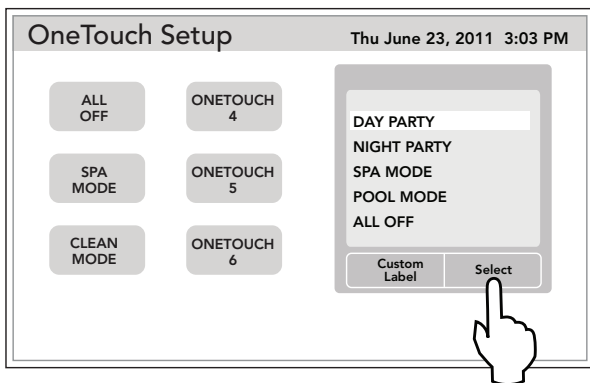 OneTouch Setup
Thu June 23, 2011 3:03 PM
ALL
OFF
ONETOUCH
4
SPA
MODE
ONETOUCH
5
CLEAN
MODE
ONETOUCH
6
DAY PARTY
NIGHT PARTY
SPA MODE
POOL MODE
ALL OFF
Custom
Label
Select